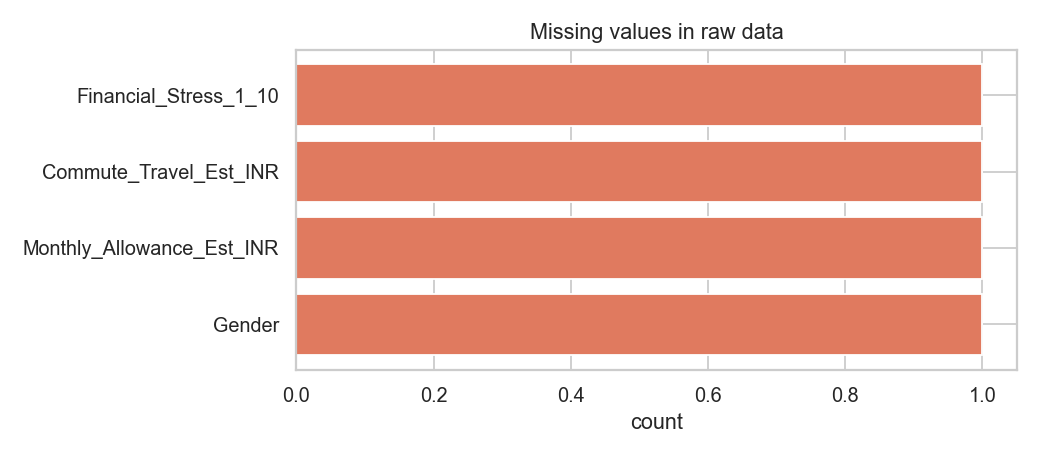 Missing values in raw data
Financial_Stress_1_10
Commute_Travel_Est_INR
Monthly_Allowance_Est_INR
Gender
0.0 0.2 0.4 0.6 0.8 1.0
count